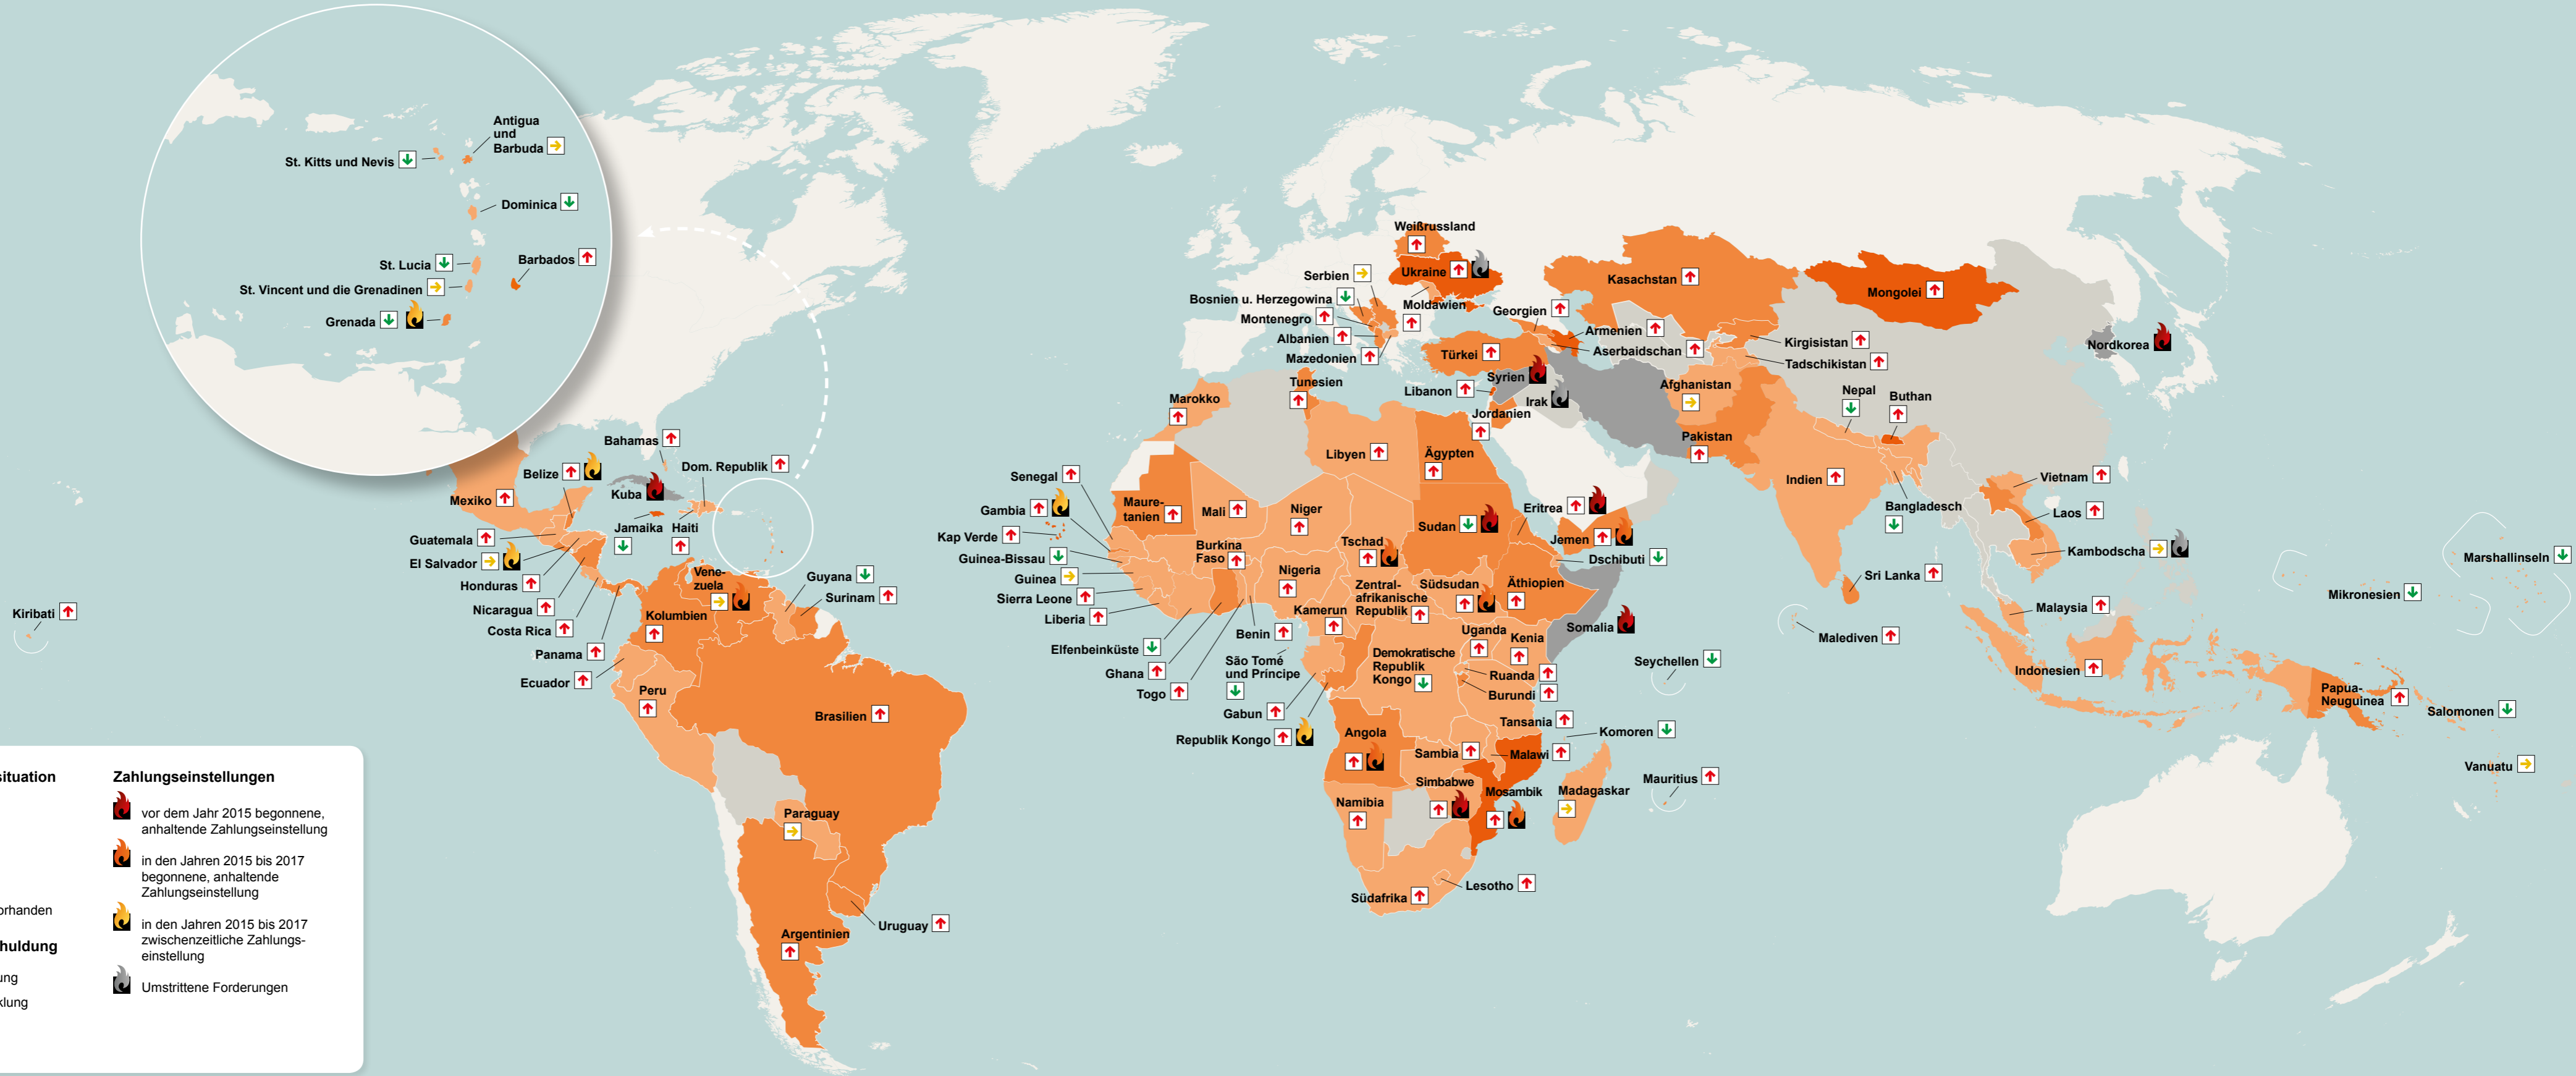 Antigua
und
Barbuda
St. Kitts und Nevis
Dominica
St. Lucia
Barbados
St. Vincent und die Grenadinen
Grenada
Bahamas
Belize
Dom. Republik
Kuba
Mexiko
Jamaika
Haiti
Guatemala
El Salvador
Honduras
Nicaragua
Costa Rica
Panama
Ecuador
Vene-
zuela
Kolumbien
Guyana
Surinam
Kiribati
Peru
Brasilien
Paraguay
Uruguay
Argentinien
Weißrussland
Ukraine
Serbien
Bosnien u. Herzegowina
Moldawien
Montenegro
Albanien
Mazedonien
Georgien
Armenien
Aserbaidschan
Türkei
Kasachstan
Mongolei
Kirgisistan
Tadschikistan
Nordkorea
Tunesien
Libanon
Syrien
Irak
Jordanien
Marokko
Afghanistan
Nepal
Buthan
Pakistan
Libyen
Ägypten
Indien
Bangladesch
Vietnam
Laos
Kambodscha
Sri Lanka
Malaysia
Malediven
Indonesien
Marshallinseln
Mikronesien
Papua-
Neuguinea
Salomonen
Vanuatu
Senegal
Gambia
Kap Verde
Guinea-Bissau
Guinea
Sierra Leone
Liberia
Elfenbeinküste
Ghana
Togo
Maure-
tanien
Mali
Niger
Burkina
Faso
Nigeria
Tschad
Sudan
Eritrea
Jemen
Dschibuti
Benin
Kamerun
Zentral-
afrikanische
Republik
Südsudan
Äthiopien
Somalia
São Tomé
und Príncipe
Gabun
Republik Kongo
Demokratische
Republik
Kongo
Uganda
Kenia
Ruanda
Burundi
Seychellen
Tansania
Komoren
Angola
Sambia
Malawi
Simbabwe
Mosambik
Madagaskar
Mauritius
Namibia
Südafrika
Lesotho
situation
orhanden
huldung
ung
klung
Zahlungseinstellungen
vor dem Jahr 2015 begonnene,
anhaltende Zahlungseinstellung
in den Jahren 2015 bis 2017
begonnene, anhaltende
Zahlungseinstellung
in den Jahren 2015 bis 2017
zwischenzeitliche Zahlungs-
einstellung
Umstrittene Forderungen